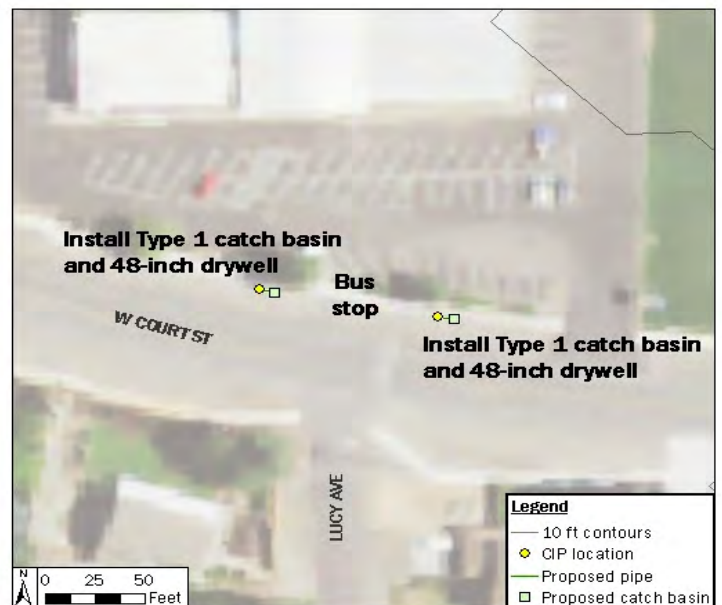 Install Type 1 catch basin
and 48-inch drywell
Bus
stop
W COURT ST
Install Type 1 catch basin
and 48-inch drywell
LUCY AVE
Legend
10 ft contours
CIP location
Proposed pipe
Proposed catch basin
N
0 25 50
Feet